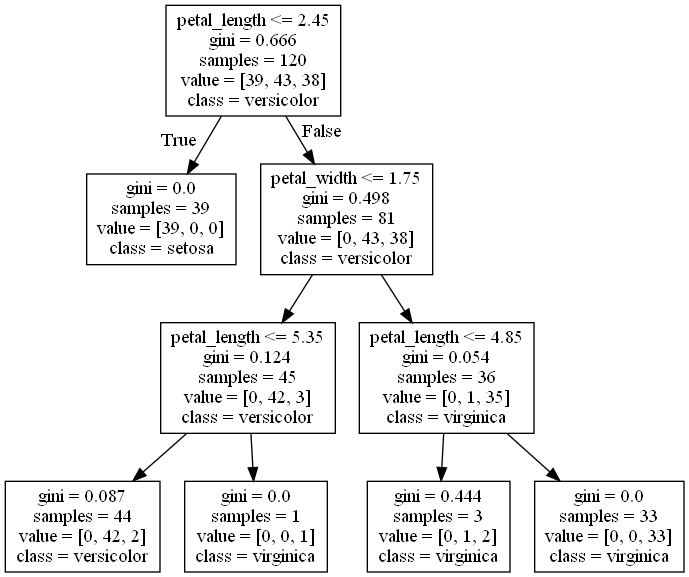 petal_length <= 2.45
gini = 0.666
samples = 120
value = [39, 43, 38]
class = versicolor
True
False
gini = 0.0
samples = 39
value = [39, 0, 0]
class = setosa
petal_width <= 1.75
gini = 0.498
samples = 81
value = [0, 43, 38]
class = versicolor
petal_length <= 5.35
gini = 0.124
samples = 45
value = [0, 42, 3]
class = versicolor
petal_length <= 4.85
gini = 0.054
samples = 36
value = [0, 1, 35]
class = virginica
gini = 0.087
samples = 44
value = [0, 42, 2]
class = versicolor
gini = 0.0
samples = 1
value = [0, 0, 1]
class = virginica
gini = 0.444
samples = 3
value = [0, 1, 2]
class = virginica
gini = 0.0
samples = 33
value = [0, 0, 33]
class = virginica